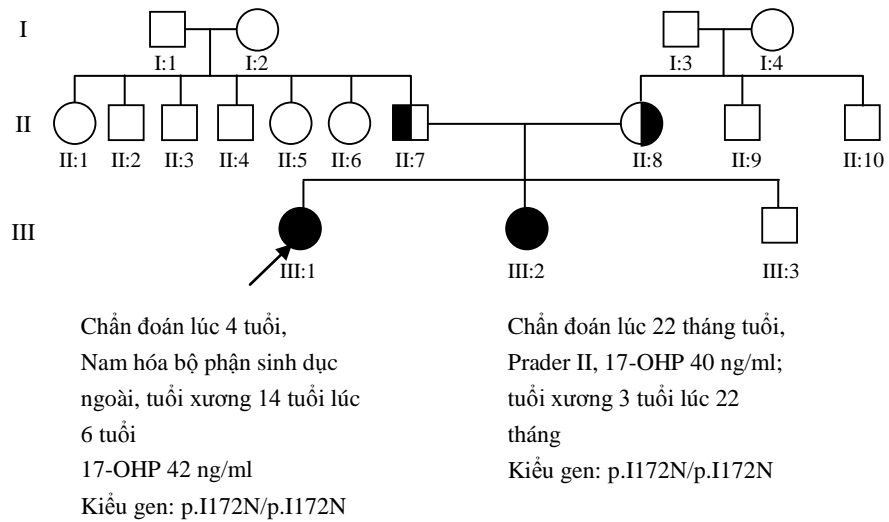 I
I:1 I:2 I:3 I:4
II
II:1 II:2 II:3 II:4 II:5 II:6 II:7 II:8 II:9 II:10
III
III:1 III:2 III:3
Chẩn đoán lúc 4 tuổi,
Nam hóa bộ phận sinh dục
ngoài, tuổi xương 14 tuổi lúc
6 tuổi
17-OHP 42 ng/ml
Kiểu gen: p.I172N/p.I172N
Chẩn đoán lúc 22 tháng tuổi,
Prader II, 17-OHP 40 ng/ml;
tuổi xương 3 tuổi lúc 22
tháng
Kiểu gen: p.I172N/p.I172N